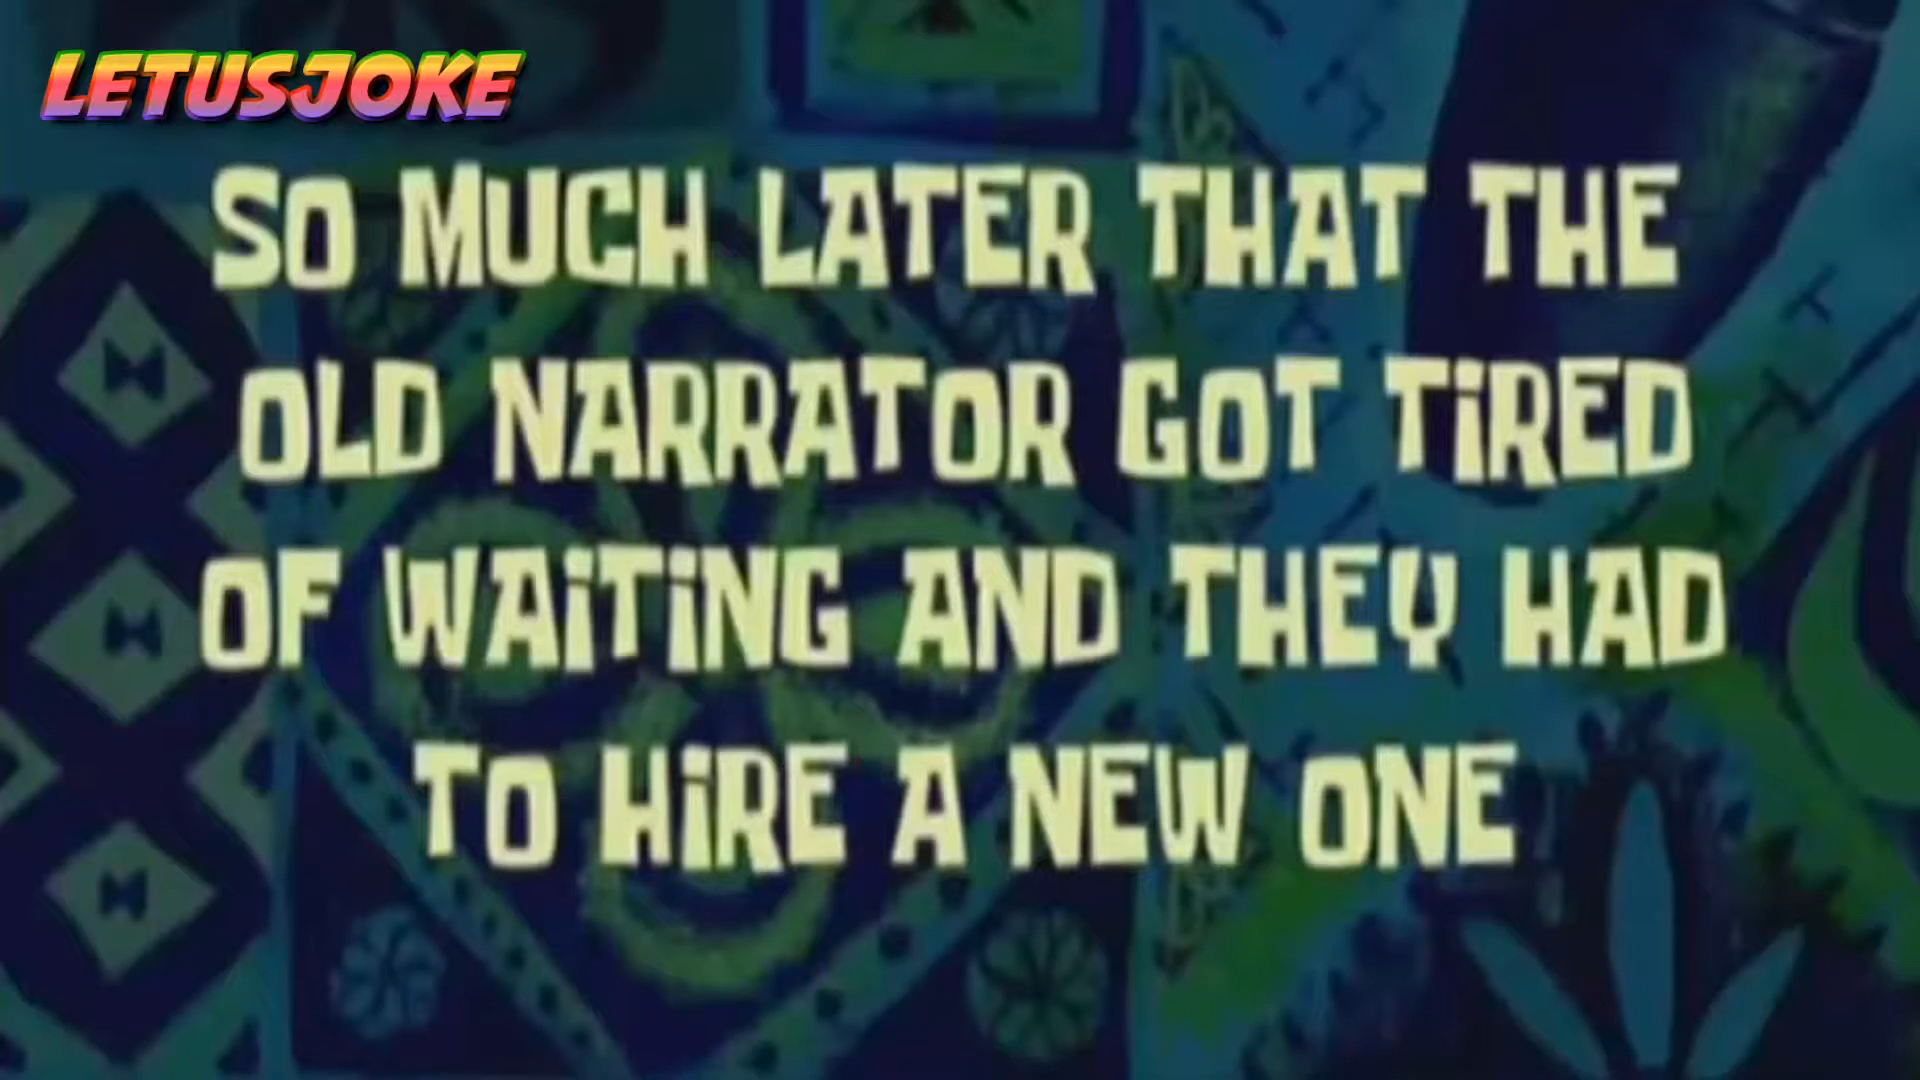 LETUSJOKE
SO MUCH LATER THAT THE
OLD NARRATOR GOT TiRED
OF WAiTiNG AND THEY HAD
TO HiRE A NEW ONE